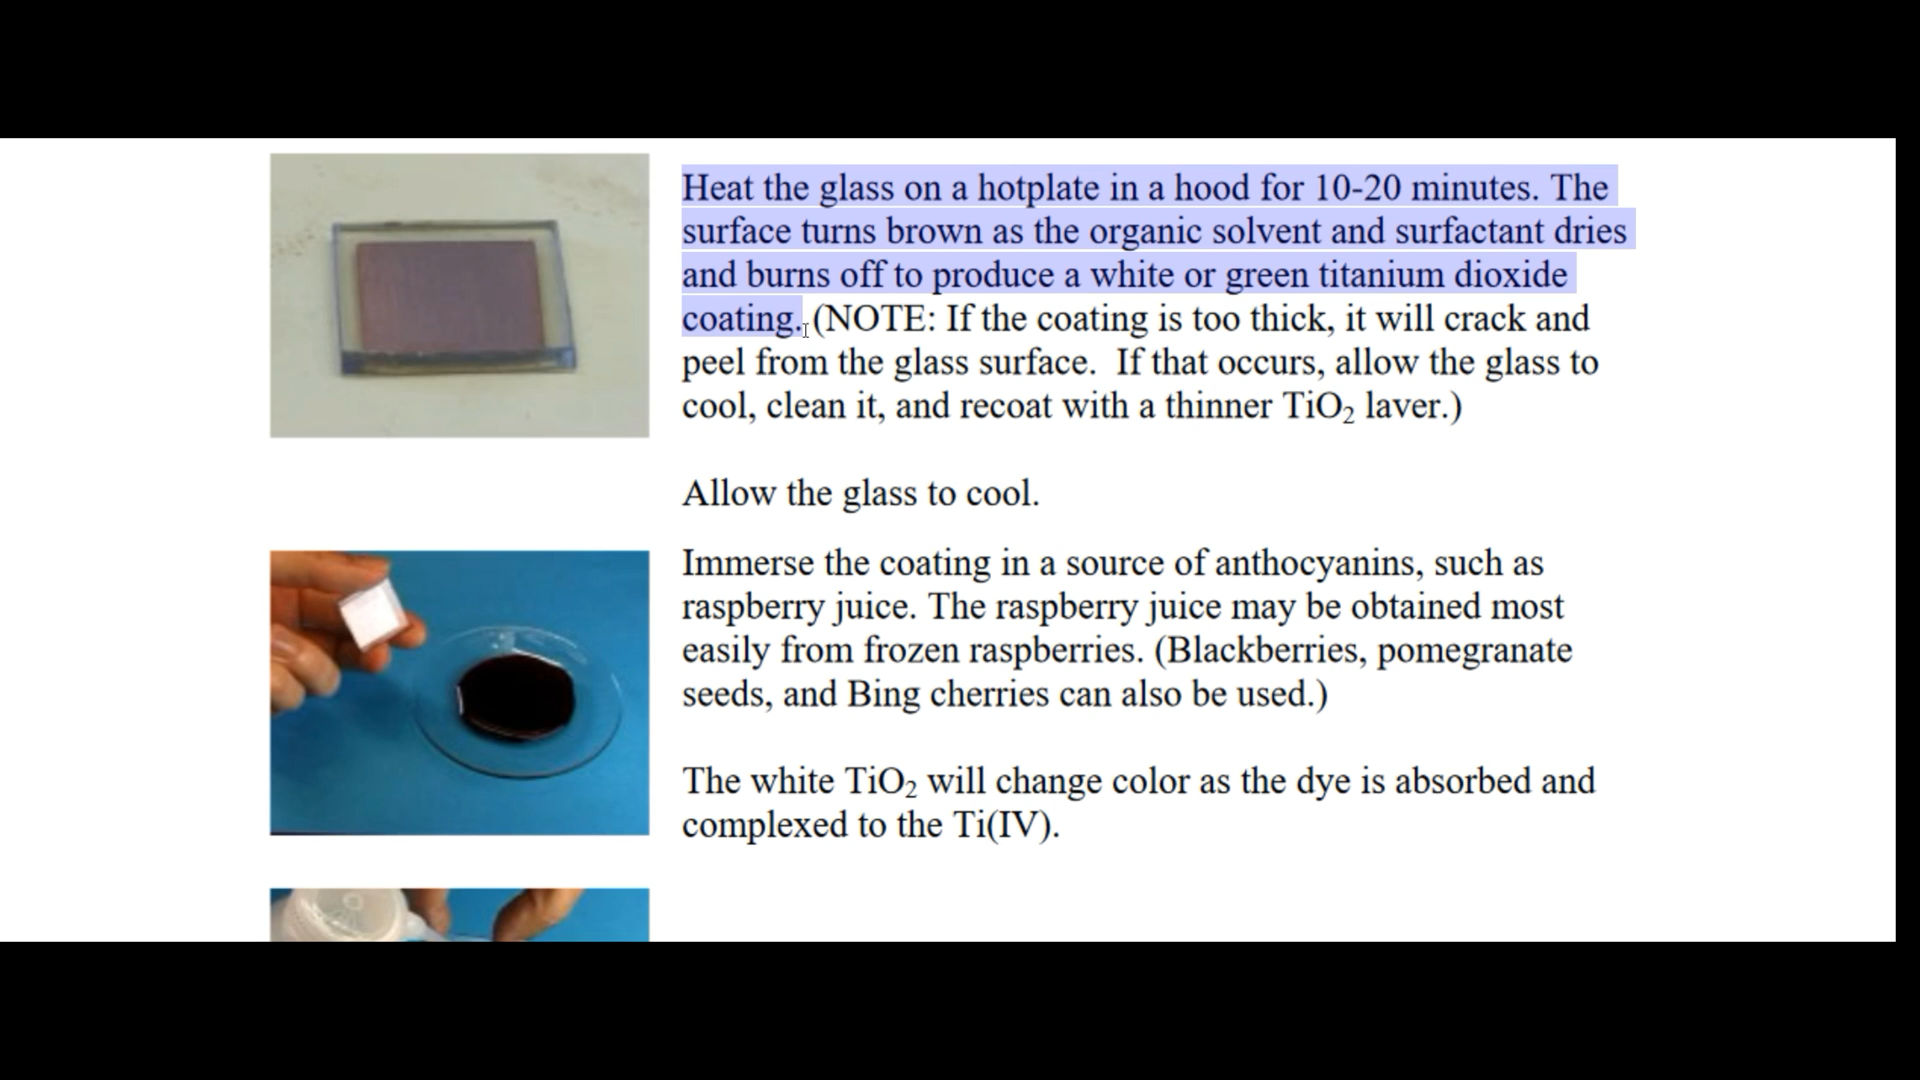 Heat the glass on a hotplate in a hood for 10-20 minutes. The
surface turns brown as the organic solvent and surfactant dries
and burns off to produce a white or green titanium dioxide
coating. (NOTE: If the coating is too thick, it will crack and
peel from the glass surface.  If that occurs, allow the glass to
cool, clean it, and recoat with a thinner TiO₂ laver.)
Allow the glass to cool.
Immerse the coating in a source of anthocyanins, such as
raspberry juice. The raspberry juice may be obtained most
easily from frozen raspberries. (Blackberries, pomegranate
seeds, and Bing cherries can also be used.)
The white TiO₂ will change color as the dye is absorbed and
complexed to the Ti(IV).